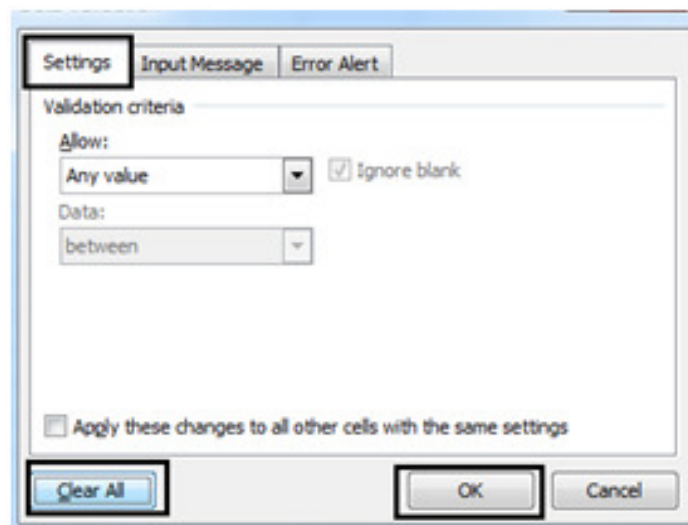 Settings Input Message Error Alert
Validation criteria
Allow:
Any value Ignore blank
Data:
between
Apply these changes to all other cells with the same settings
Clear All OK Cancel